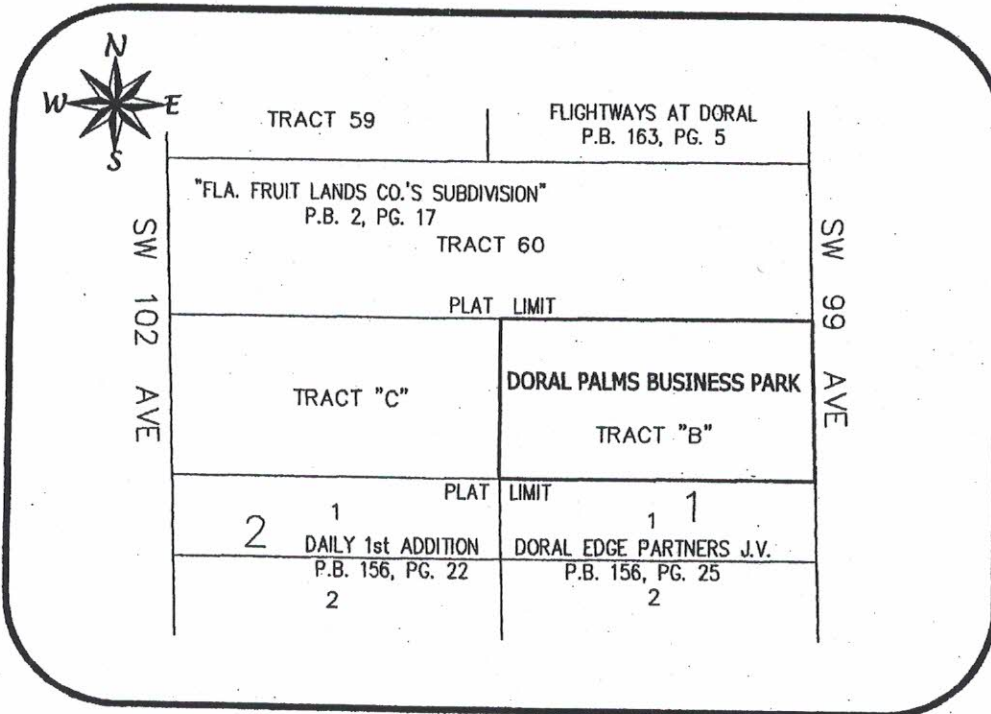 N
W E
S
TRACT 59
FLIGHTWAYS AT DORAL
P.B. 163, PG. 5
"FLA. FRUIT LANDS CO.'S SUBDIVISION"
P.B. 2, PG. 17
TRACT 60
SW 102 AVE
SW 99 AVE
PLAT LIMIT
TRACT "C"
DORAL PALMS BUSINESS PARK
TRACT "B"
PLAT LIMIT
2
1
DAILY 1st ADDITION
P.B. 156, PG. 22
2
1
1
DORAL EDGE PARTNERS J.V.
P.B. 156, PG. 25
2